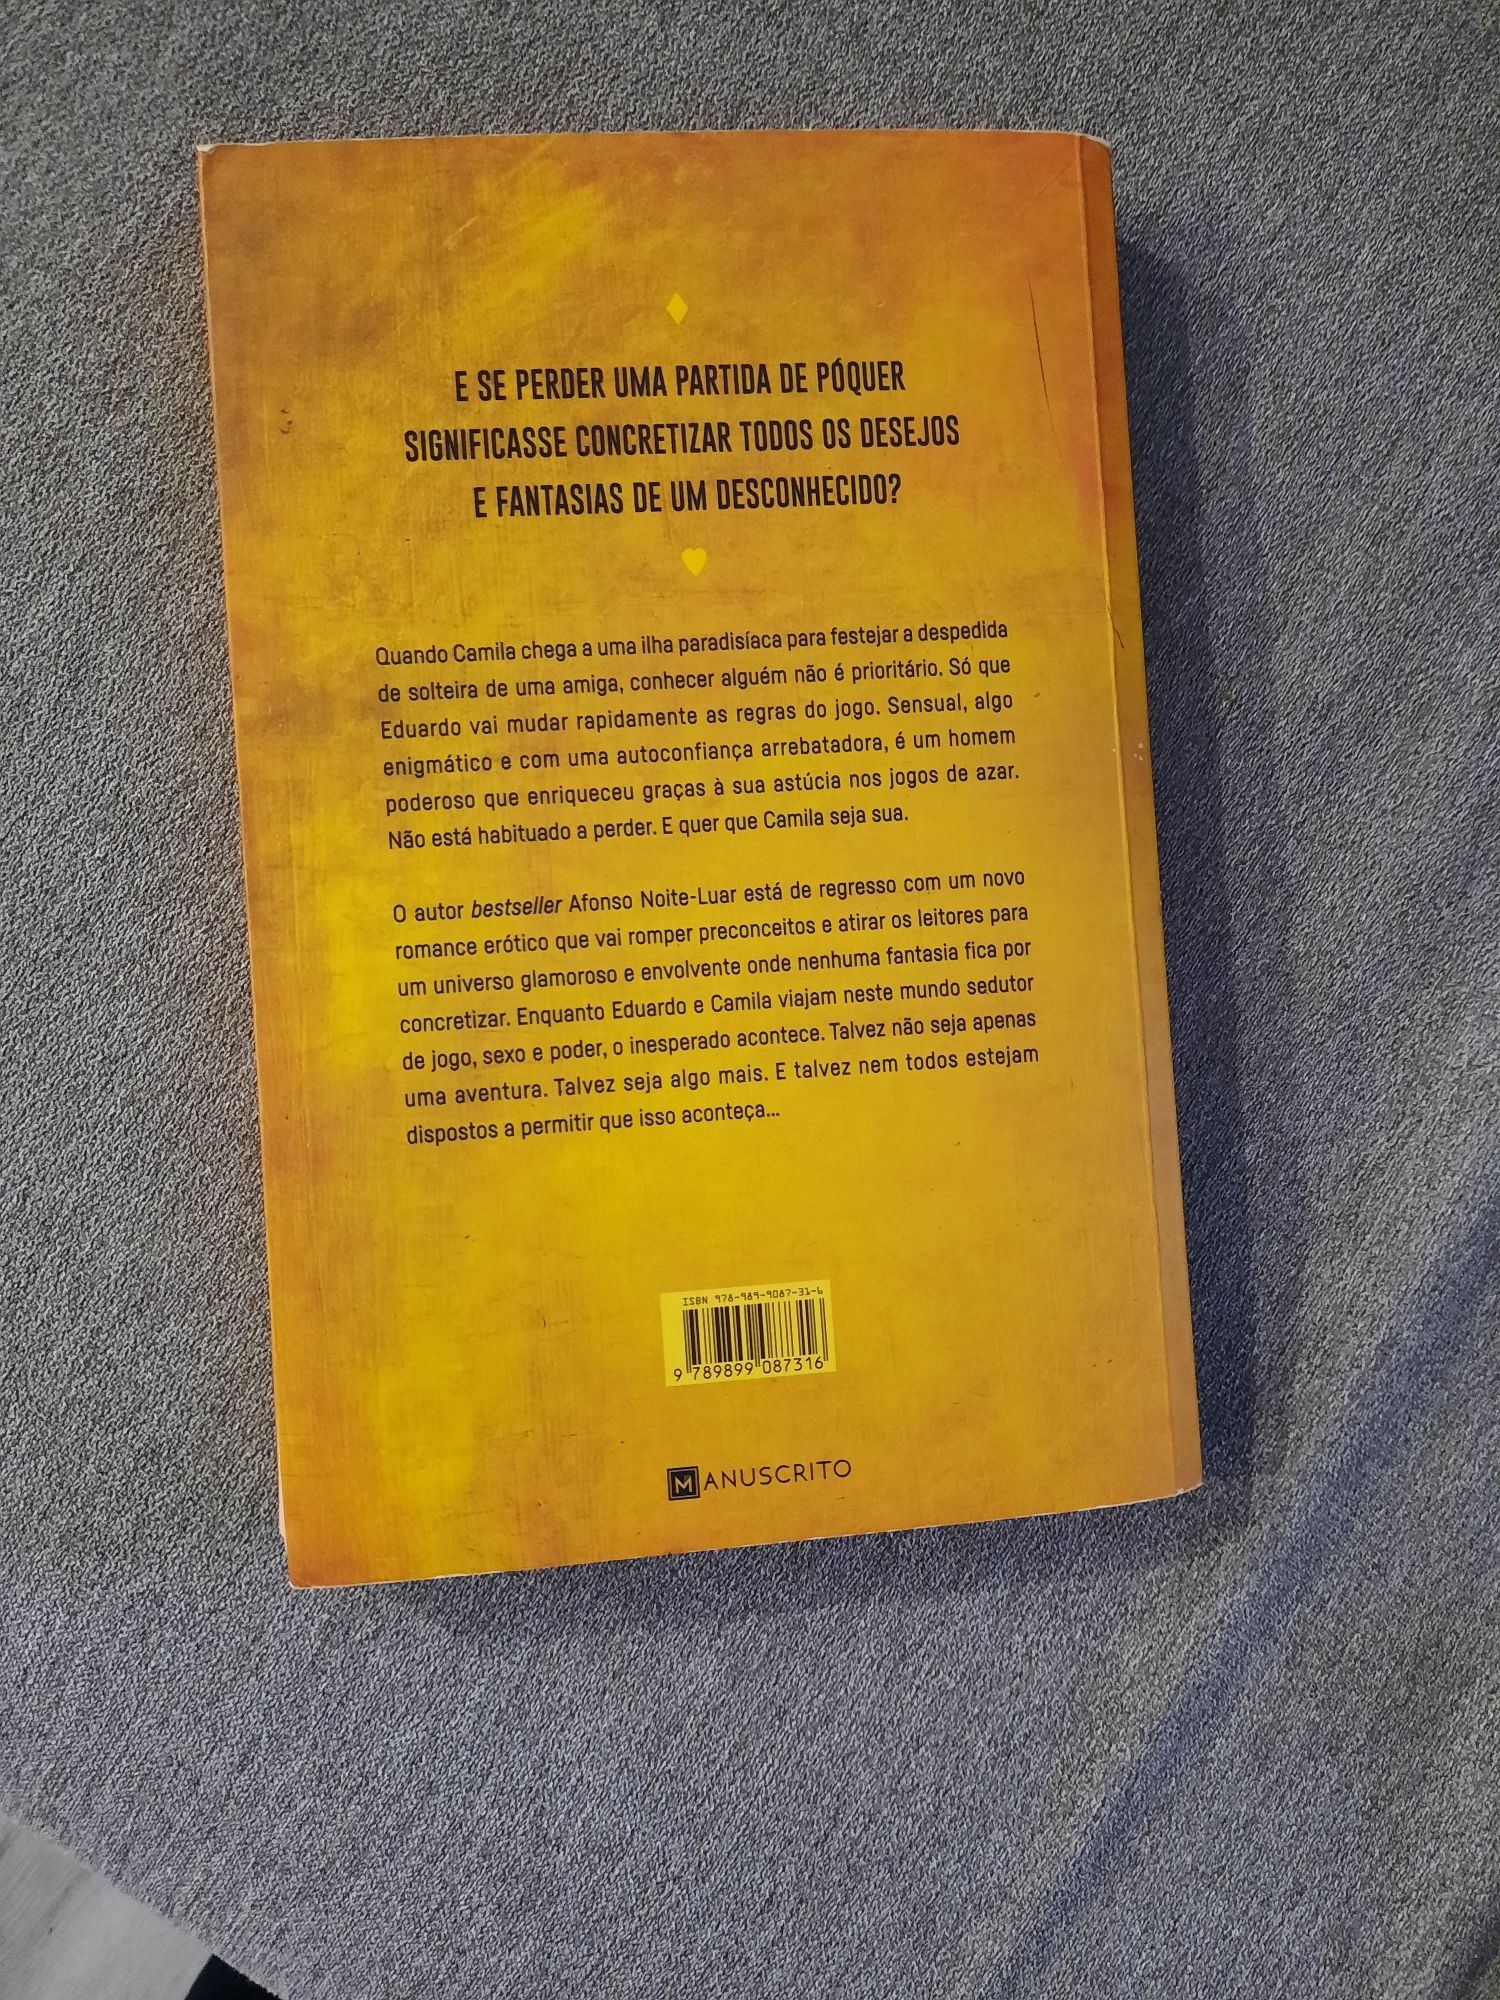 E SE PERDER UMA PARTIDA DE PÓQUER
SIGNIFICASSE CONCRETIZAR TODOS OS DESEJOS
E FANTASIAS DE UM DESCONHECIDO?
Quando Camila chega a uma ilha paradisíaca para festejar a despedida
de solteira de uma amiga, conhecer alguém não é prioritário. Só que
Eduardo vai mudar rapidamente as regras do jogo. Sensual, algo
enigmático e com uma autoconfiança arrebatadora, é um homem
poderoso que enriqueceu graças à sua astúcia nos jogos de azar.
Não está habituado a perder. E quer que Camila seja sua.
O autor bestseller Afonso Noite-Luar está de regresso com um novo
romance erótico que vai romper preconceitos e atirar os leitores para
um universo glamoroso e envolvente onde nenhuma fantasia fica por
concretizar. Enquanto Eduardo e Camila viajam neste mundo sedutor
de jogo, sexo e poder, o inesperado acontece. Talvez não seja apenas
uma aventura. Talvez seja algo mais. E talvez nem todos estejam
dispostos a permitir que isso aconteça...
ISBN 978-989-9087-31-6
9 789899 087316
MANUSCRITO